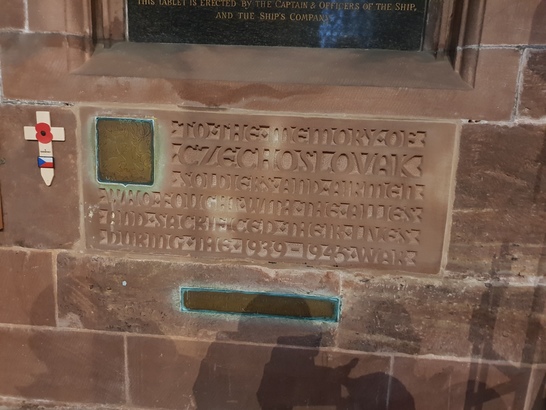 THIS TABLET IS ERECTED BY THE CAPTAIN & OFFICERS OF THE SHIP,
AND THE SHIP'S COMPANY.
TO THE MEMORY OF
CZECHOSLOVAK
SOLDIERS AND AIRMEN
WHO FOUGHT WITH THE ALLIES
AND SACRIFICED THEIR LIVES
DURING THE 1939-1945 WAR